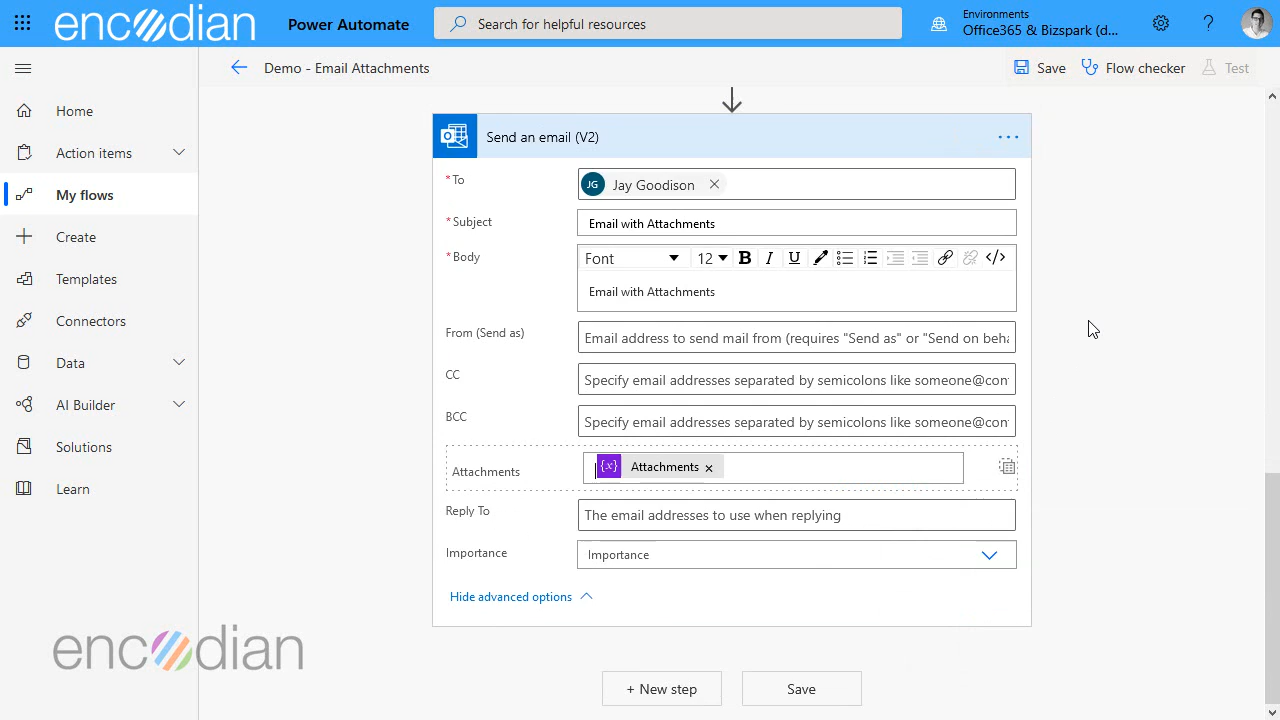 encodian
Power Automate
Search for helpful resources
Environments
Office365 & Bizspark (d...
Demo - Email Attachments
Save
Flow checker
Test
Home
Action items
My flows
Create
Templates
Connectors
Data
AI Builder
Solutions
Learn
Send an email (V2)
* To
JG Jay Goodison
* Subject
Email with Attachments
* Body
Font 12 B I U </>
Email with Attachments
From (Send as)
Email address to send mail from (requires "Send as" or "Send on beha
CC
Specify email addresses separated by semicolons like someone@con
BCC
Specify email addresses separated by semicolons like someone@con
Attachments
{x} Attachments ×
Reply To
The email addresses to use when replying
Importance
Importance
Hide advanced options
encodian
+ New step
Save